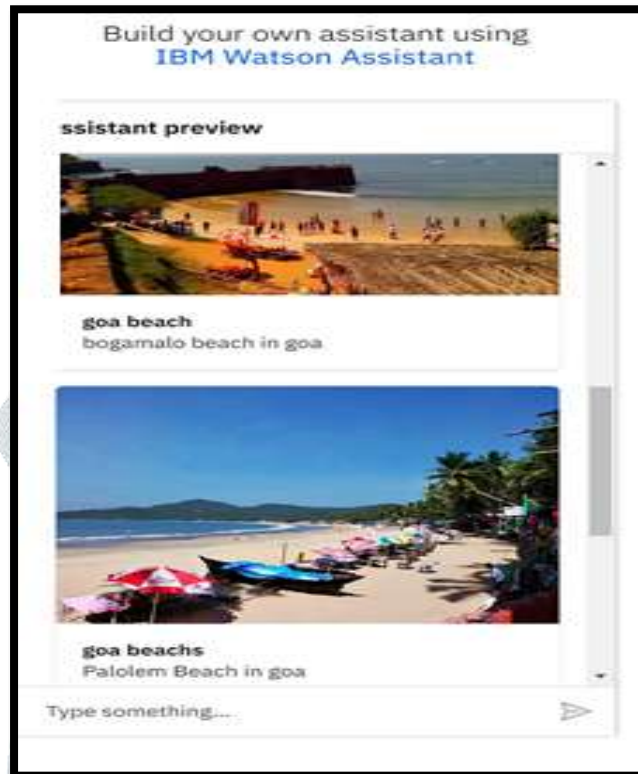 Build your own assistant using
IBM Watson Assistant
ssistant preview
goa beach
bogamalo beach in goa
goa beachs
Palolem Beach in goa
Type something...